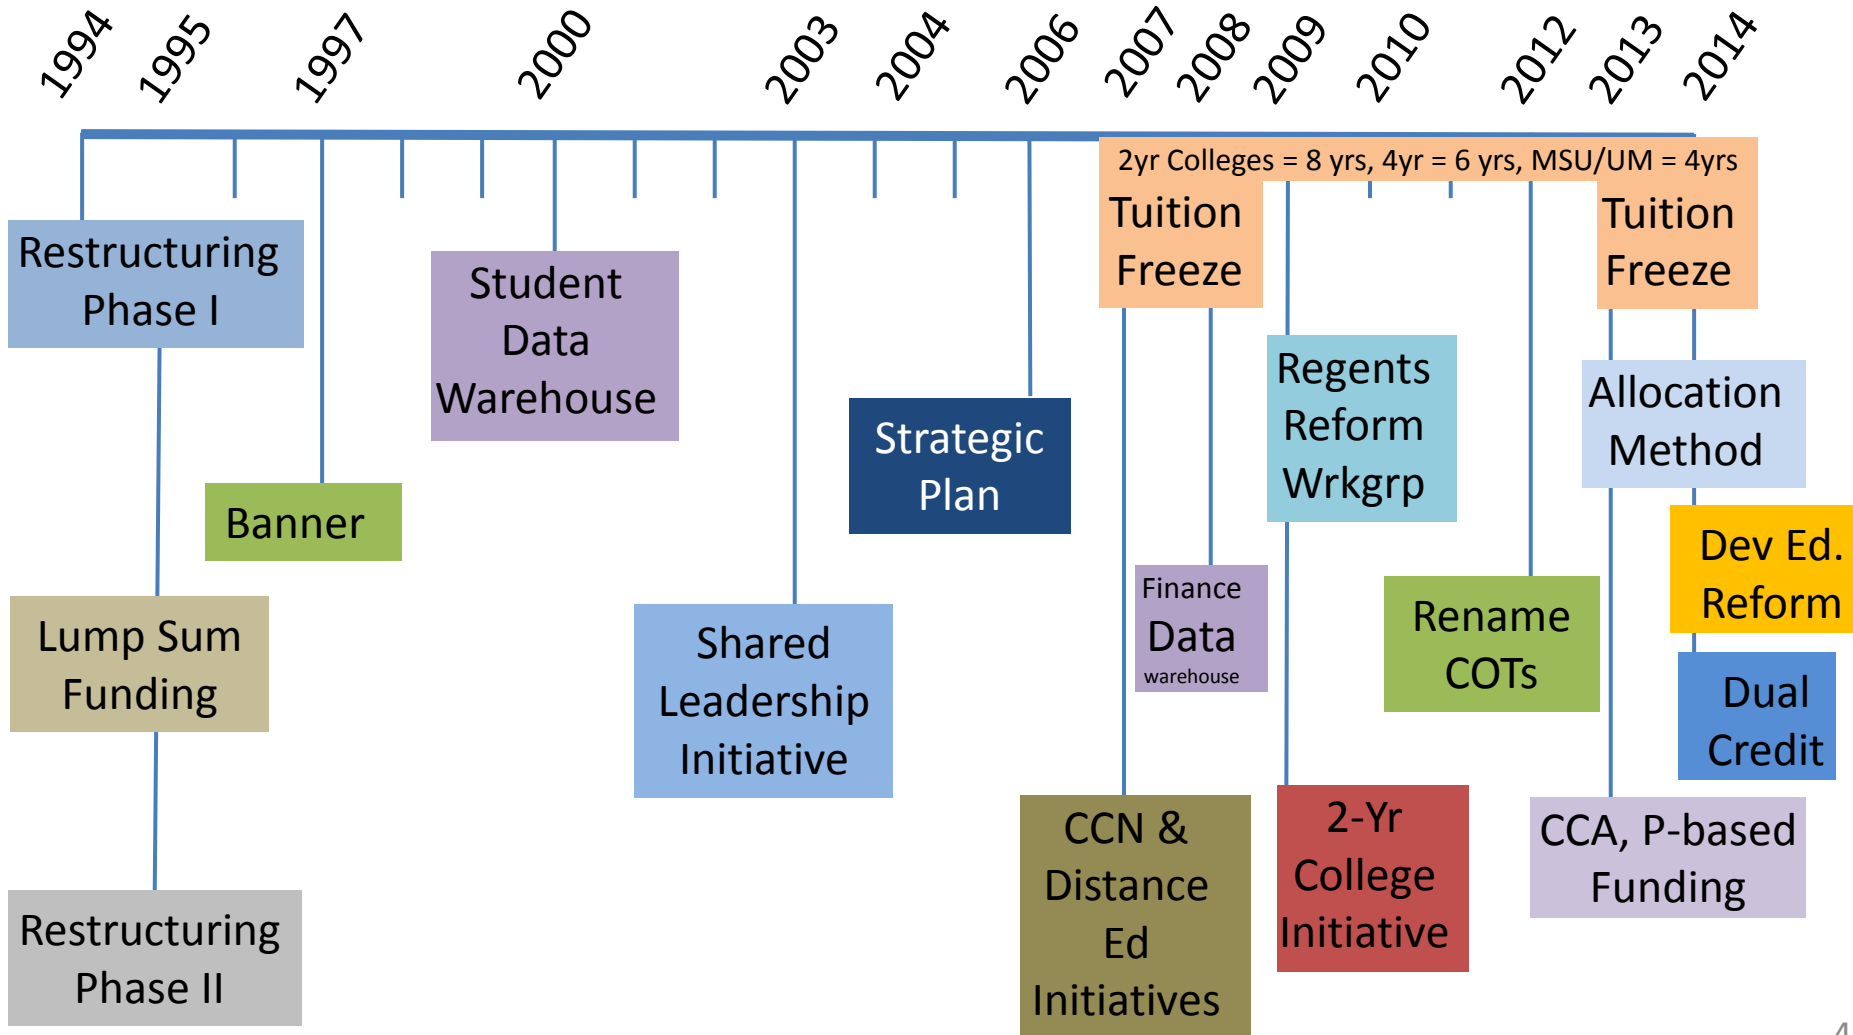 1994
1995
1997
2000
2003
2004
2006
2007
2008
2009
2010
2012
2013
2014
2yr Colleges = 8 yrs, 4yr = 6 yrs, MSU/UM = 4yrs
Tuition
Freeze
Tuition
Freeze
Restructuring
Phase I
Student
Data
Warehouse
Regents
Reform
Wrkgrp
Allocation
Method
Strategic
Plan
Banner
Dev Ed.
Reform
Finance
Data
warehouse
Rename
COTs
Lump Sum
Funding
Shared
Leadership
Initiative
Dual
Credit
CCN &
Distance
Ed
Initiatives
2-Yr
College
Initiative
CCA, P-based
Funding
Restructuring
Phase II
4